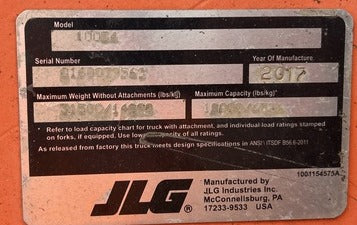 Model
Serial Number
Year Of Manufacture
2017
Maximum Weight Without Attachments (lbs/kg)
Maximum Capacity (lbs/kg)*
* Refer to load capacity chart for truck with attachment, and individual load ratings stamped
on forks, if equipped. Use lowest of all ratings.
As released from factory this truck meets design specifications in ANSI / ITSDF B56.6-2011
1001154575A
JLG ®
Manufactured by
JLG Industries Inc.
McConnellsburg, PA
17233-9533 USA